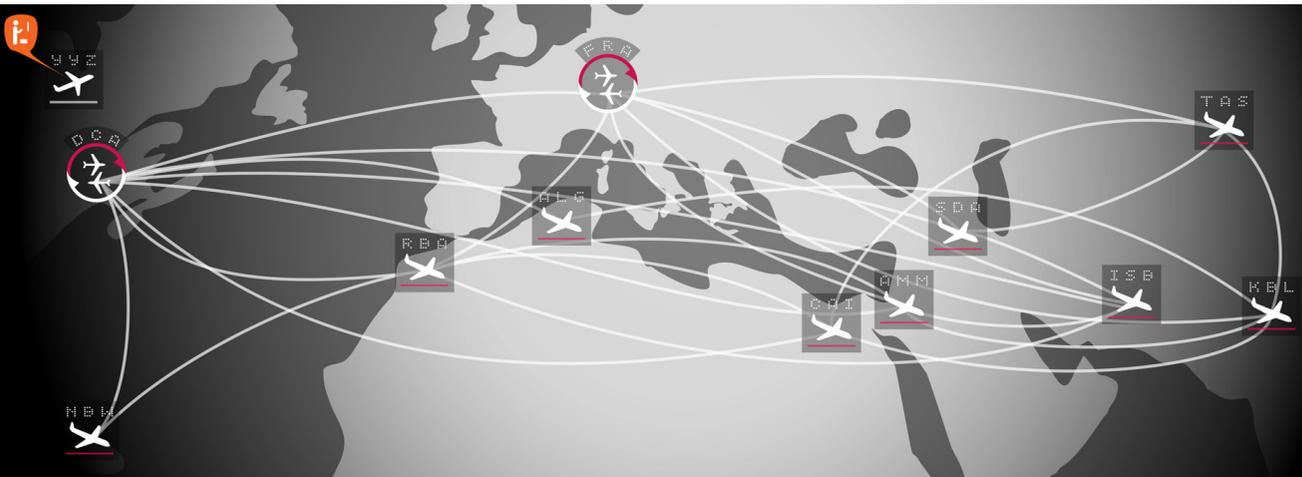 YYZ
FRA
TAS
DCA
ALG
SDA
RBA
ISB
AMM
KBL
CAI
NBW